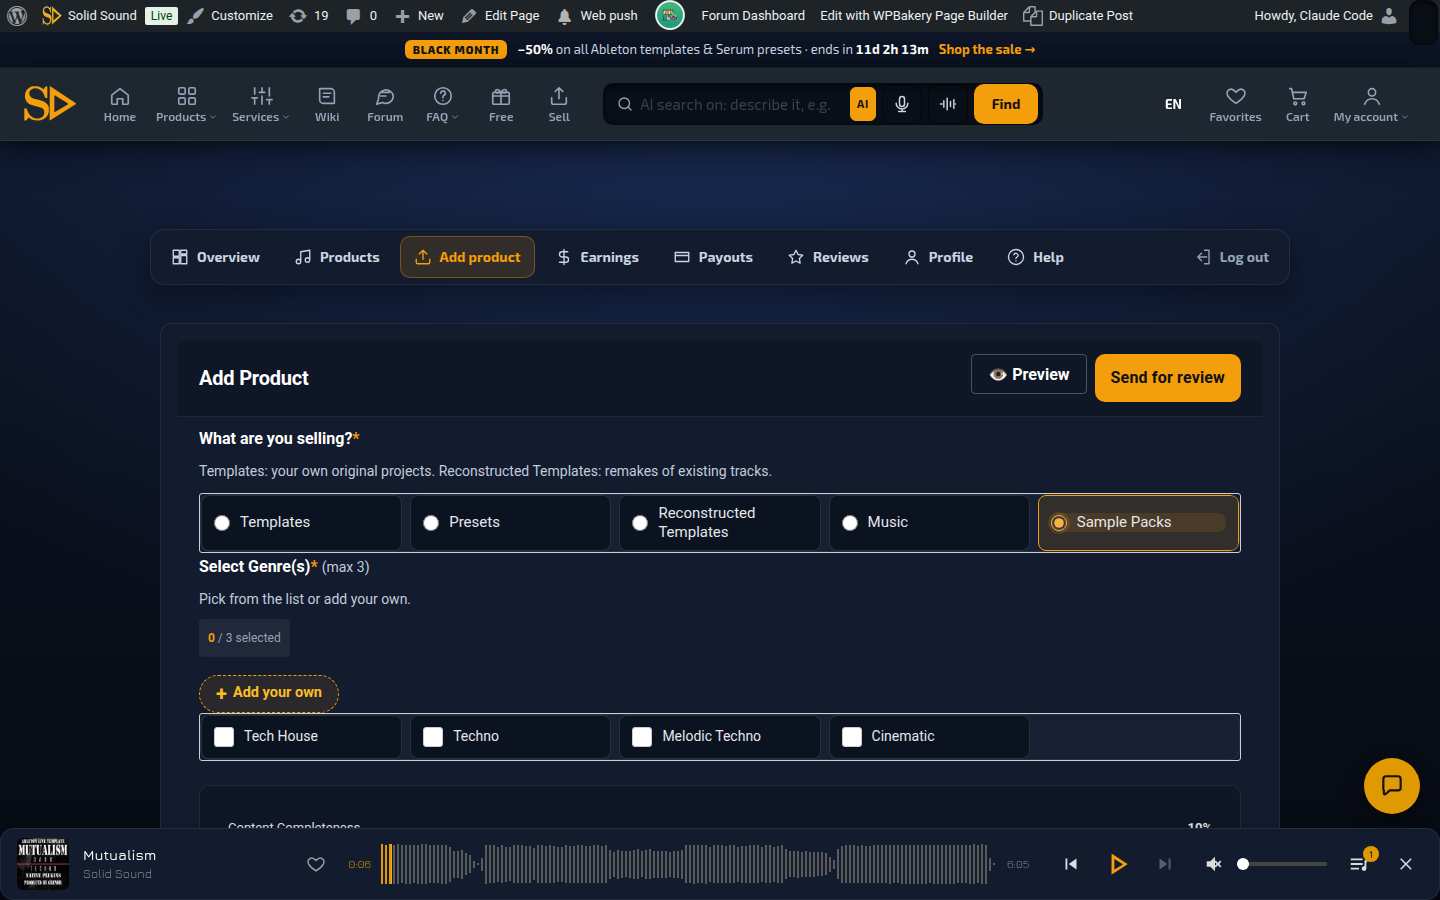 Solid Sound Live Customize 19 0 New Edit Page Web push Forum Dashboard Edit with WPBakery Page Builder Duplicate Post Howdy, Claude Code
BLACK MONTH −50% on all Ableton templates & Serum presets · ends in 11d 2h 13m Shop the sale →
SD
Home Products Services Wiki Forum FAQ Free Sell
AI search on: describe it, e.g. AI Find
EN Favorites Cart My account
Overview Products Add product Earnings Payouts Reviews Profile Help Log out
Add Product Preview Send for review
What are you selling?*
Templates: your own original projects. Reconstructed Templates: remakes of existing tracks.
Templates Presets Reconstructed Templates Music Sample Packs
Select Genre(s)* (max 3)
Pick from the list or add your own.
0 / 3 selected
+ Add your own
Tech House Techno Melodic Techno Cinematic
Content Completeness 10%
MUTUALISM
Mutualism
Solid Sound
0:06 6:05 1